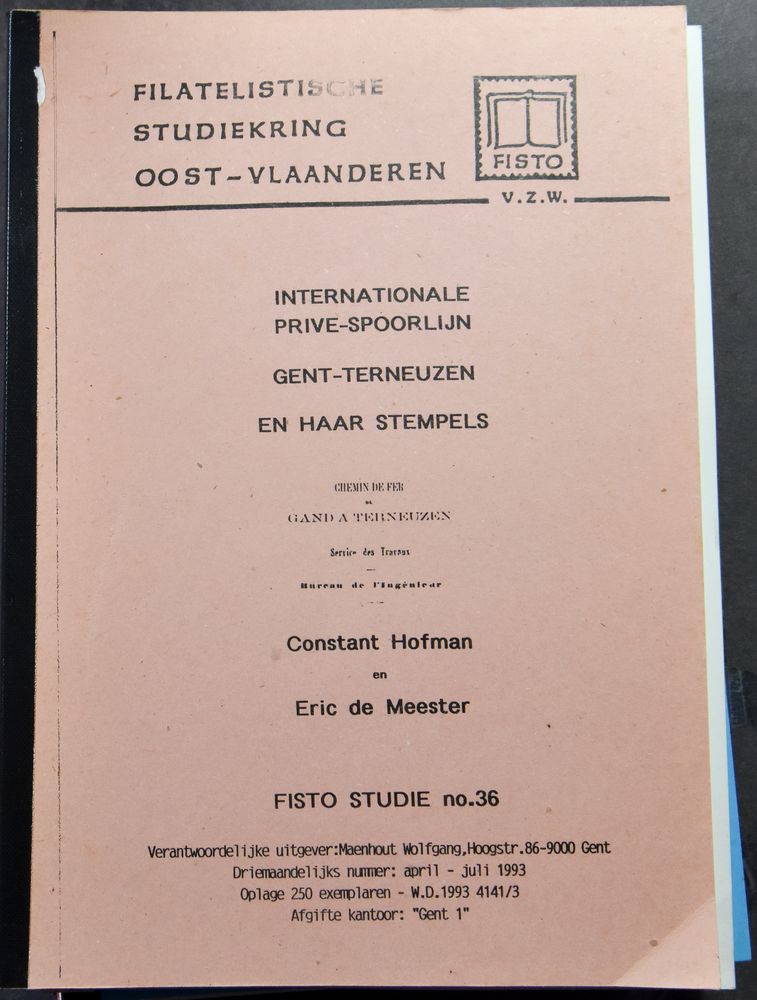 FILATELISTISCHE
STUDIEKRING
OOST-VLAANDEREN
FISTO
V.Z.W.
INTERNATIONALE
PRIVE-SPOORLIJN
GENT-TERNEUZEN
EN HAAR STEMPELS
CHEMIN DE FER
DE
GAND A TERNEUZEN
Service des Travaux
Bureau de l'Ingénieur
Constant Hofman
en
Eric de Meester
FISTO STUDIE no.36
Verantwoordelijke uitgever:Maenhout Wolfgang,Hoogstr.86-9000 Gent
Driemaandelijks nummer: april - juli 1993
Oplage 250 exemplaren - W.D.1993 4141/3
Afgifte kantoor: "Gent 1"